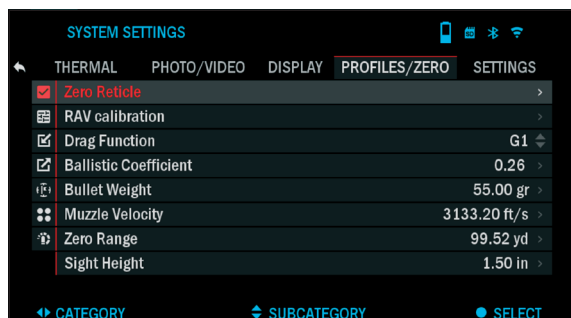 SYSTEM SETTINGS
THERMAL PHOTO/VIDEO DISPLAY PROFILES/ZERO SETTINGS
Zero Reticle
RAV calibration
Drag Function G1
Ballistic Coefficient 0.26
Bullet Weight 55.00 gr
Muzzle Velocity 3133.20 ft/s
Zero Range 99.52 yd
Sight Height 1.50 in
CATEGORY SUBCATEGORY SELECT